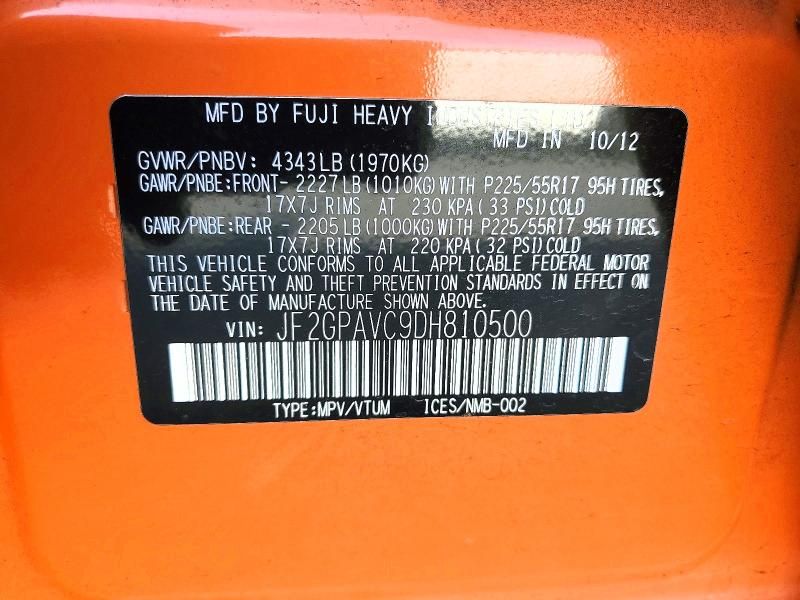 MFD BY FUJI HEAVY INDUSTRIES LTD.
MFD IN 10/12
GVWR/PNBV: 4343LB(1970KG)
GAWR/PNBE:FRONT- 2227LB(1010KG)WITH P225/55R17 95H TIRES,
17X7J RIMS AT 230 KPA( 33 PSI)COLD
GAWR/PNBE:REAR - 2205LB(1000KG)WITH P225/55R17 95H TIRES,
17X7J RIMS AT 220 KPA( 32 PSI)COLD
THIS VEHICLE CONFORMS TO ALL APPLICABLE FEDERAL MOTOR
VEHICLE SAFETY AND THEFT PREVENTION STANDARDS IN EFFECT ON
THE DATE OF MANUFACTURE SHOWN ABOVE.
VIN: JF2GPAVC9DH810500
TYPE:MPV/VTUM ICES/NMB-002